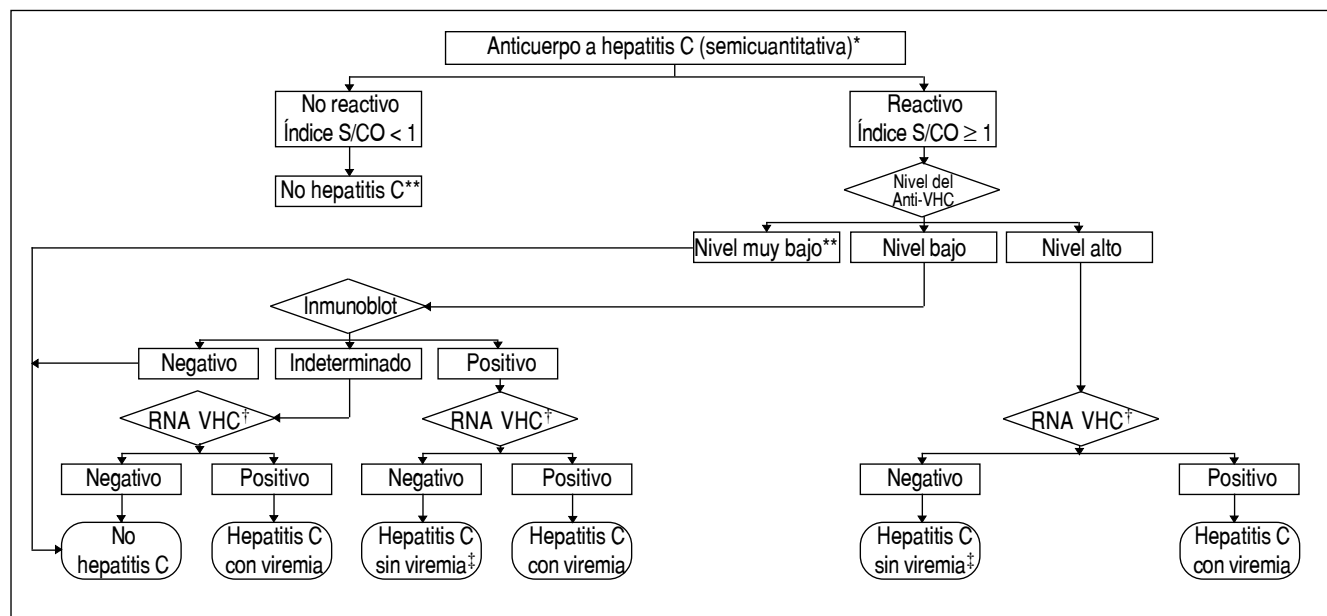 Anticuerpo a hepatitis C (semicuantitativa)*
No reactivo
Índice S/CO < 1
Reactivo
Índice S/CO ≥ 1
No hepatitis C**
Nivel del
Anti-VHC
Nivel muy bajo**
Nivel bajo
Nivel alto
Inmunoblot
Negativo
Indeterminado
Positivo
RNA VHC†
RNA VHC†
RNA VHC†
Negativo
Positivo
Negativo
Positivo
Negativo
Positivo
No
hepatitis C
Hepatitis C
con viremia
Hepatitis C
sin viremia‡
Hepatitis C
con viremia
Hepatitis C
sin viremia‡
Hepatitis C
con viremia